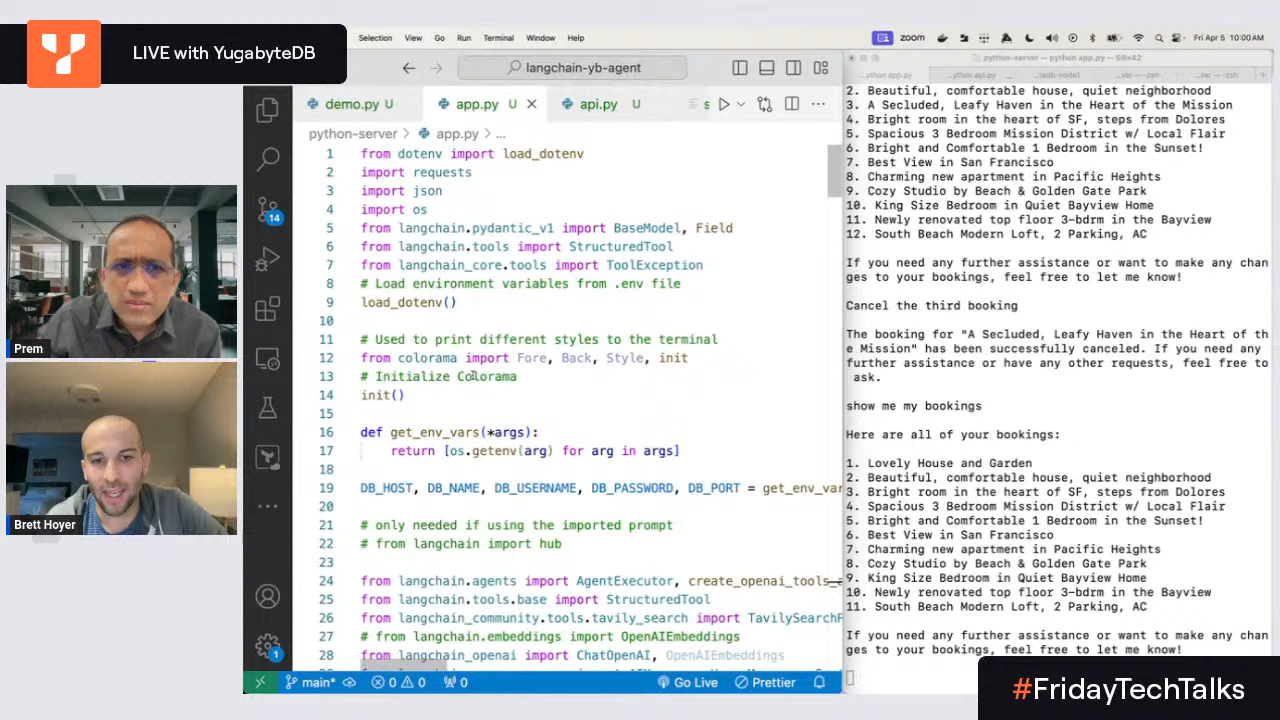 LIVE with YugabyteDB
Selection View Go Run Terminal Window Help
zoom
Fri Apr 5 10:00 AM
langchain-yb-agent
demo.py U
app.py U
api.py U
python-server > app.py > ...
1 from dotenv import load_dotenv
2 import requests
3 import json
4 import os
5 from langchain.pydantic_v1 import BaseModel, Field
6 from langchain.tools import StructuredTool
7 from langchain_core.tools import ToolException
8 # Load environment variables from .env file
9 load_dotenv()
10
11 # Used to print different styles to the terminal
12 from colorama import Fore, Back, Style, init
13 # Initialize Colorama
14 init()
15
16 def get_env_vars(*args):
17 return [os.getenv(arg) for arg in args]
18
19 DB_HOST, DB_NAME, DB_USERNAME, DB_PASSWORD, DB_PORT = get_env_var
20
21 # only needed if using the imported prompt
22 # from langchain import hub
23
24 from langchain.agents import AgentExecutor, create_openai_tools_a
25 from langchain.tools.base import StructuredTool
26 from langchain_community.tools.tavily_search import TavilySearchR
27 # from langchain.embeddings import OpenAIEmbeddings
28 from langchain_openai import ChatOpenAI, OpenAIEmbeddings
14
1
main* 0 0 0 Go Live Prettier
python-server — python app.py — 59×42
2. Beautiful, comfortable house, quiet neighborhood
3. A Secluded, Leafy Haven in the Heart of the Mission
4. Bright room in the heart of SF, steps from Dolores
5. Spacious 3 Bedroom Mission District w/ Local Flair
6. Bright and Comfortable 1 Bedroom in the Sunset!
7. Best View in San Francisco
8. Charming new apartment in Pacific Heights
9. Cozy Studio by Beach & Golden Gate Park
10. King Size Bedroom in Quiet Bayview Home
11. Newly renovated top floor 3-bdrm in the Bayview
12. South Beach Modern Loft, 2 Parking, AC
If you need any further assistance or want to make any chan
ges to your bookings, feel free to let me know!
Cancel the third booking
The booking for "A Secluded, Leafy Haven in the Heart of th
e Mission" has been successfully canceled. If you need any
further assistance or have any other requests, feel free to
ask.
show me my bookings
Here are all of your bookings:
1. Lovely House and Garden
2. Beautiful, comfortable house, quiet neighborhood
3. Bright room in the heart of SF, steps from Dolores
4. Spacious 3 Bedroom Mission District w/ Local Flair
5. Bright and Comfortable 1 Bedroom in the Sunset!
6. Best View in San Francisco
7. Charming new apartment in Pacific Heights
8. Cozy Studio by Beach & Golden Gate Park
9. King Size Bedroom in Quiet Bayview Home
10. Newly renovated top floor 3-bdrm in the Bayview
11. South Beach Modern Loft, 2 Parking, AC
If you need any further assistance or want to make any chan
ges to your bookings, feel free to let me know!
Prem
Brett Hoyer
#FridayTechTalks